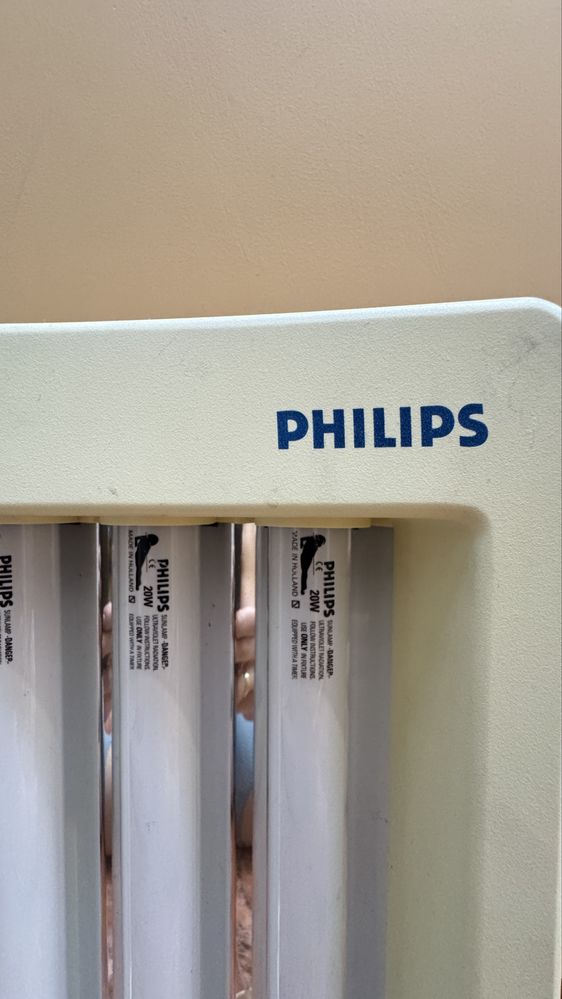 PHILIPS
PHILIPS
SUNLAMP -DANGER-
PHILIPS
20W
CE
MADE IN HOLLAND
SUNLAMP -DANGER-
ULTRAVIOLET RADIATION.
FOLLOW INSTRUCTIONS.
USE ONLY IN FIXTURE
EQUIPPED WITH A TIMER
PHILIPS
20W
CE
MADE IN HOLLAND
SUNLAMP -DANGER-
ULTRAVIOLET RADIATION.
FOLLOW INSTRUCTIONS.
USE ONLY IN FIXTURE
EQUIPPED WITH A TIMER